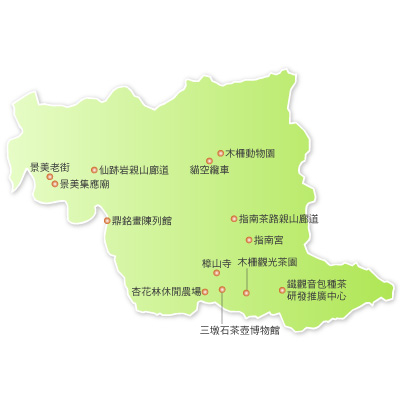 木柵動物園
貓空纜車
景美老街
仙跡岩親山廊道
景美集應廟
鼎銘畫陳列館
指南茶路親山廊道
指南宮
木柵觀光茶園
樟山寺
鐵觀音包種茶
研發推廣中心
杏花林休閒農場
三墩石茶壺博物館